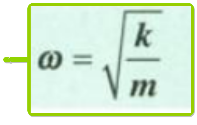 ω = √(k/m)